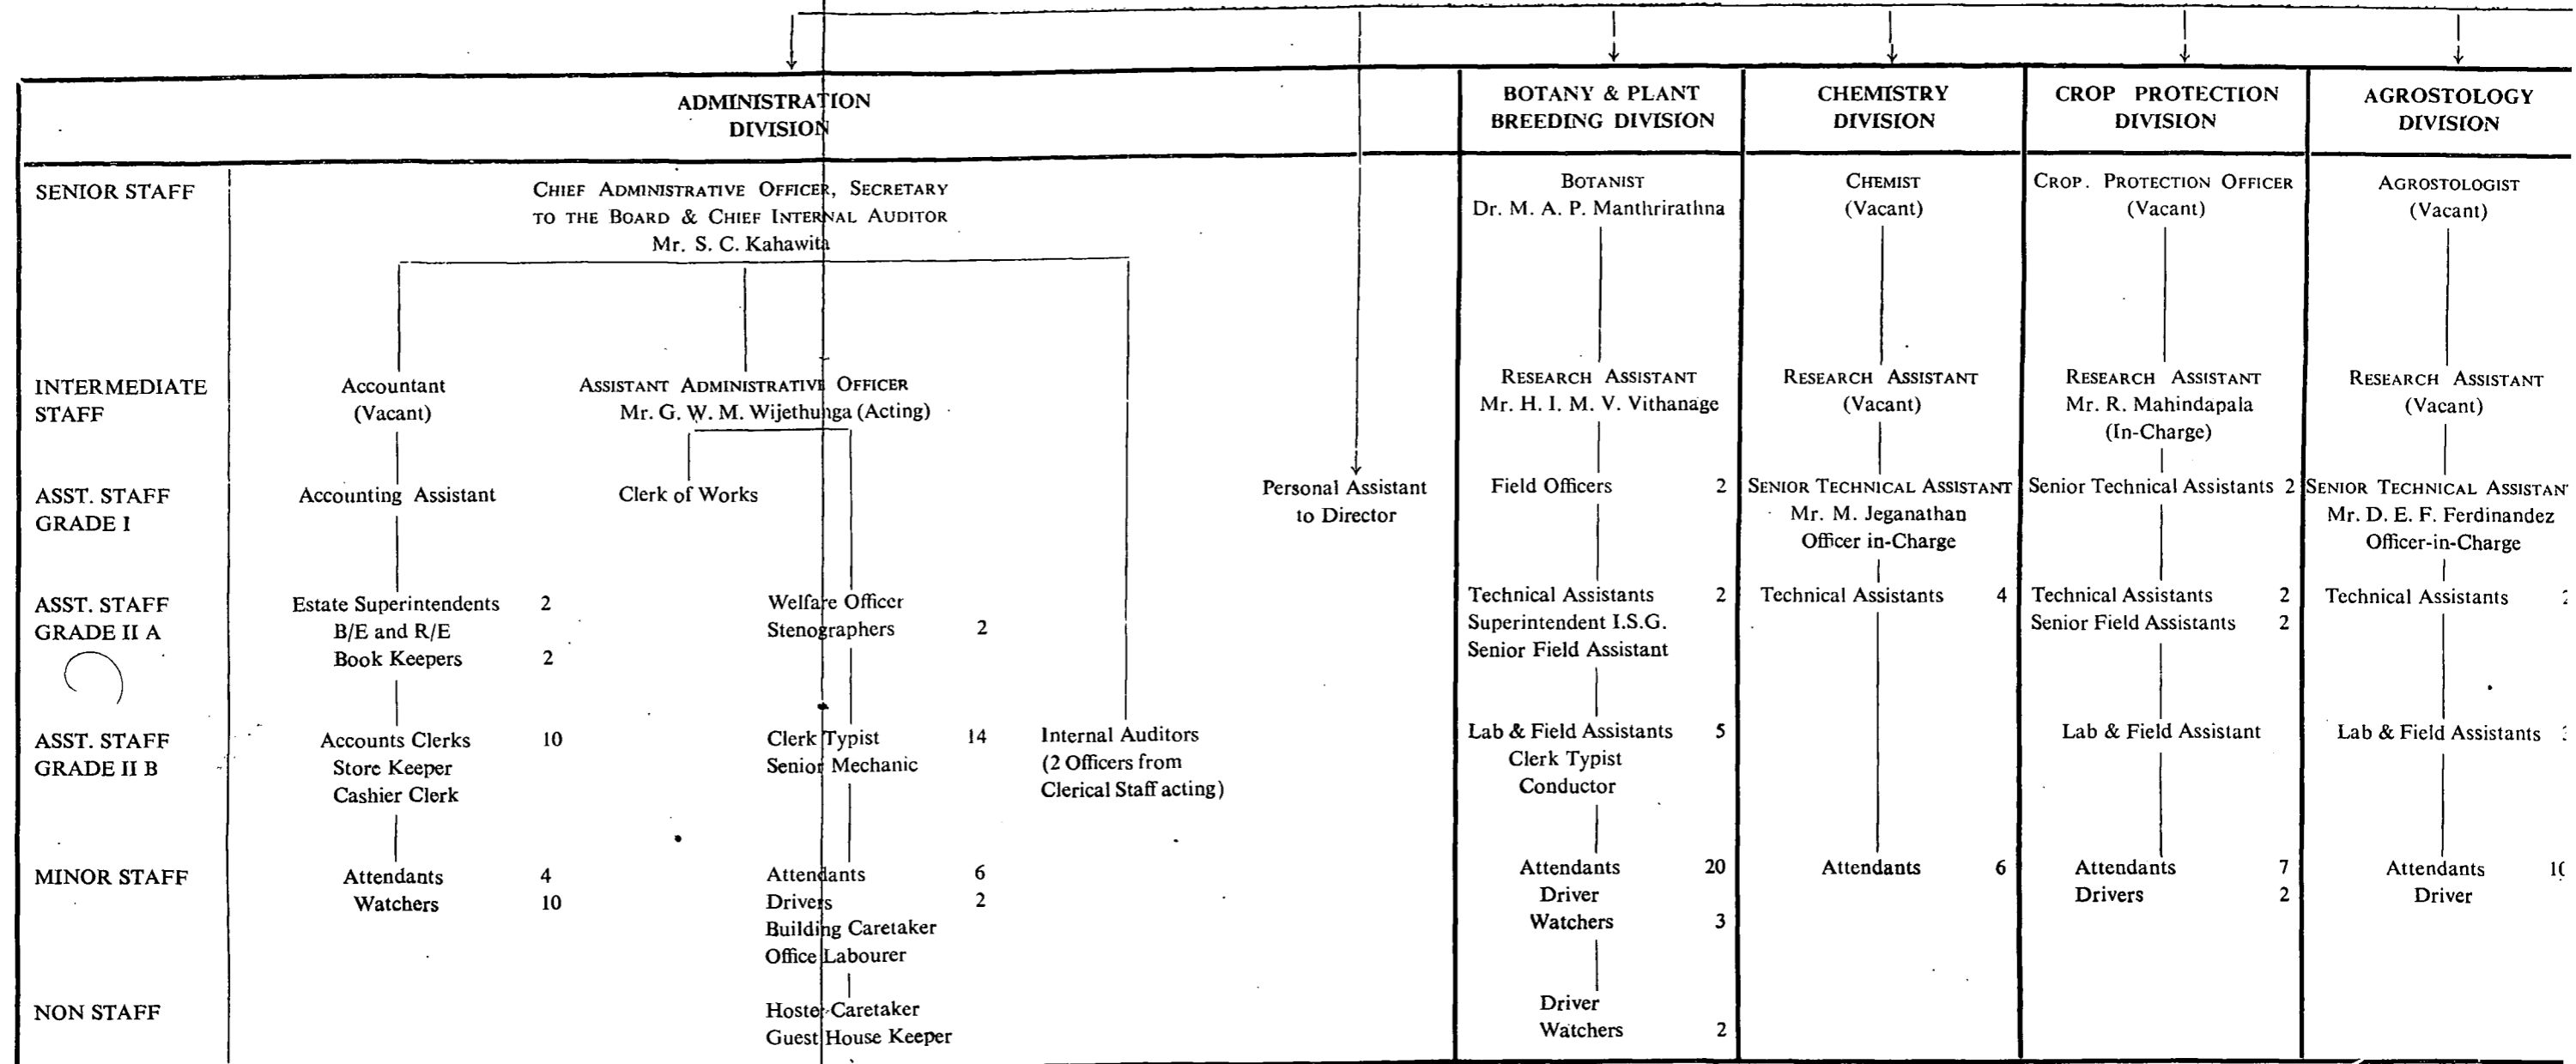 ADMINISTRATION
DIVISION
BOTANY & PLANT
BREEDING DIVISION
CHEMISTRY
DIVISION
CROP PROTECTION
DIVISION
AGROSTOLOGY
DIVISION
SENIOR STAFF
CHIEF ADMINISTRATIVE OFFICER, SECRETARY
TO THE BOARD & CHIEF INTERNAL AUDITOR
Mr. S. C. Kahawita
BOTANIST
Dr. M. A. P. Manthrirathna
CHEMIST
(Vacant)
CROP. PROTECTION OFFICER
(Vacant)
AGROSTOLOGIST
(Vacant)
INTERMEDIATE
STAFF
Accountant
(Vacant)
ASSISTANT ADMINISTRATIVE OFFICER
Mr. G. W. M. Wijethunga (Acting)
RESEARCH ASSISTANT
Mr. H. I. M. V. Vithanage
RESEARCH ASSISTANT
(Vacant)
RESEARCH ASSISTANT
Mr. R. Mahindapala
(In-Charge)
RESEARCH ASSISTANT
(Vacant)
ASST. STAFF
GRADE I
Accounting Assistant
Clerk of Works
Personal Assistant
to Director
Field Officers 2
SENIOR TECHNICAL ASSISTANT
Mr. M. Jeganathan
Officer in-Charge
Senior Technical Assistants 2
SENIOR TECHNICAL ASSISTAN
Mr. D. E. F. Ferdinandez
Officer-in-Charge
ASST. STAFF
GRADE II A
Estate Superintendents 2
B/E and R/E
Book Keepers 2
Welfare Officer
Stenographers 2
Technical Assistants 2
Superintendent I.S.G.
Senior Field Assistant
Technical Assistants 4
Technical Assistants 2
Senior Field Assistants 2
Technical Assistants
ASST. STAFF
GRADE II B
Accounts Clerks 10
Store Keeper
Cashier Clerk
Clerk Typist 14
Senior Mechanic
Internal Auditors
(2 Officers from
Clerical Staff acting)
Lab & Field Assistants 5
Clerk Typist
Conductor
Lab & Field Assistant
Lab & Field Assistants
MINOR STAFF
Attendants 4
Watchers 10
Attendants 6
Drivers 2
Building Caretaker
Office Labourer
Attendants 20
Driver
Watchers 3
Attendants 6
Attendants 7
Drivers 2
Attendants
Driver
NON STAFF
Hostel Caretaker
Guest House Keeper
Driver
Watchers 2